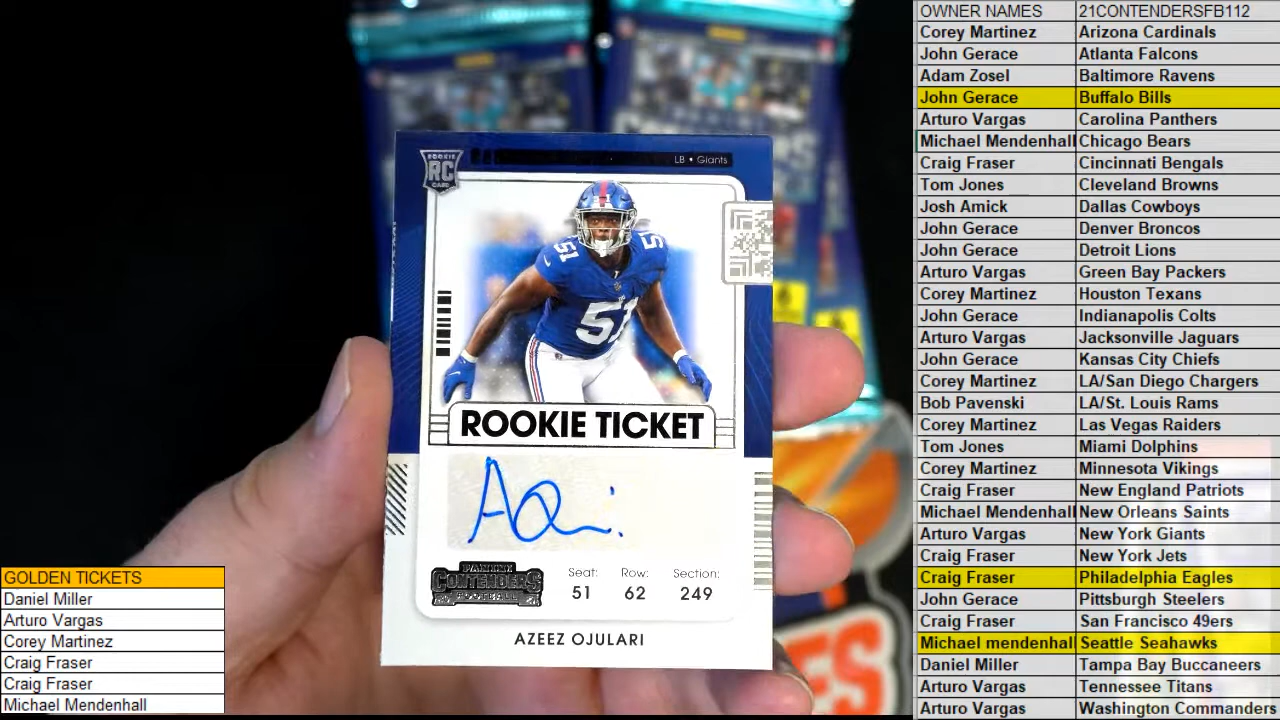 OWNER NAMES 21CONTENDERSFB112
Corey Martinez Arizona Cardinals
John Gerace Atlanta Falcons
Adam Zosel Baltimore Ravens
John Gerace Buffalo Bills
Arturo Vargas Carolina Panthers
Michael Mendenhall Chicago Bears
Craig Fraser Cincinnati Bengals
Tom Jones Cleveland Browns
Josh Amick Dallas Cowboys
John Gerace Denver Broncos
John Gerace Detroit Lions
Arturo Vargas Green Bay Packers
Corey Martinez Houston Texans
John Gerace Indianapolis Colts
Arturo Vargas Jacksonville Jaguars
John Gerace Kansas City Chiefs
Corey Martinez LA/San Diego Chargers
Bob Pavenski LA/St. Louis Rams
Corey Martinez Las Vegas Raiders
Tom Jones Miami Dolphins
Corey Martinez Minnesota Vikings
Craig Fraser New England Patriots
Michael Mendenhall New Orleans Saints
Arturo Vargas New York Giants
Craig Fraser New York Jets
Craig Fraser Philadelphia Eagles
John Gerace Pittsburgh Steelers
Craig Fraser San Francisco 49ers
Michael mendenhall Seattle Seahawks
Daniel Miller Tampa Bay Buccaneers
Arturo Vargas Tennessee Titans
Arturo Vargas Washington Commanders
ROOKIE
RC
CARD
LB • Giants
51
51
51
ROOKIE TICKET
PANINI
CONTENDERS
FOOTBALL
Seat: Row: Section:
51 62 249
AZEEZ OJULARI
GOLDEN TICKETS
Daniel Miller
Arturo Vargas
Corey Martinez
Craig Fraser
Craig Fraser
Michael Mendenhall